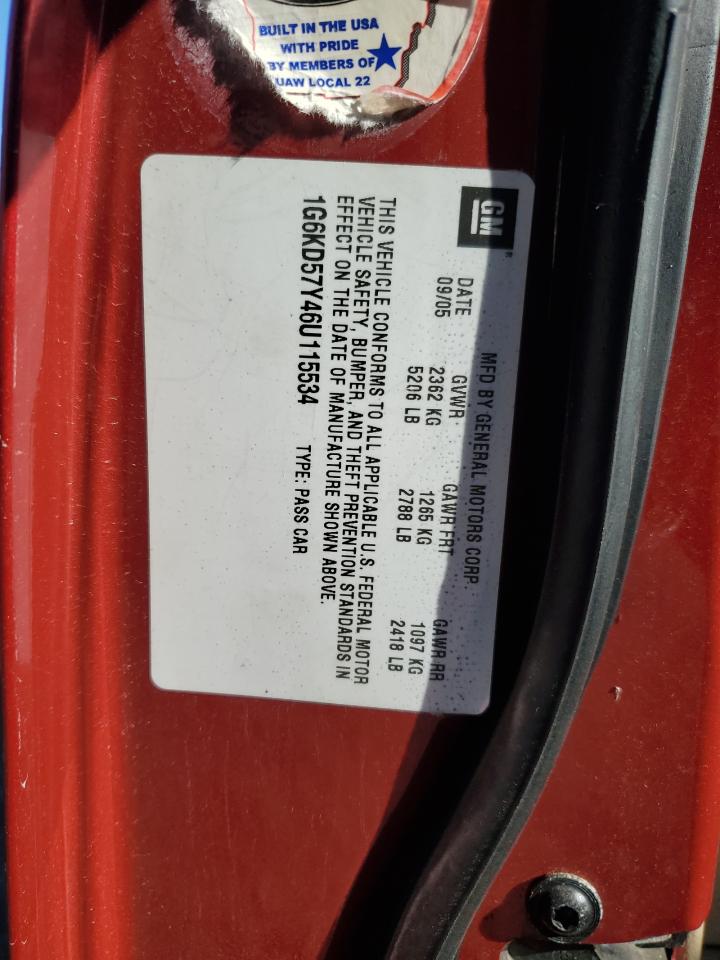 BUILT IN THE USA
WITH PRIDE
BY MEMBERS OF
UAW LOCAL 22
GM
MFD BY GENERAL MOTORS CORP
DATE GVWR GAWR FRT GAWR RR
09/05 2362 KG 1265 KG 1097 KG
5206 LB 2788 LB 2418 LB
THIS VEHICLE CONFORMS TO ALL APPLICABLE U.S. FEDERAL MOTOR
VEHICLE SAFETY, BUMPER, AND THEFT PREVENTION STANDARDS IN
EFFECT ON THE DATE OF MANUFACTURE SHOWN ABOVE.
1G6KD57Y46U115534 TYPE: PASS CAR